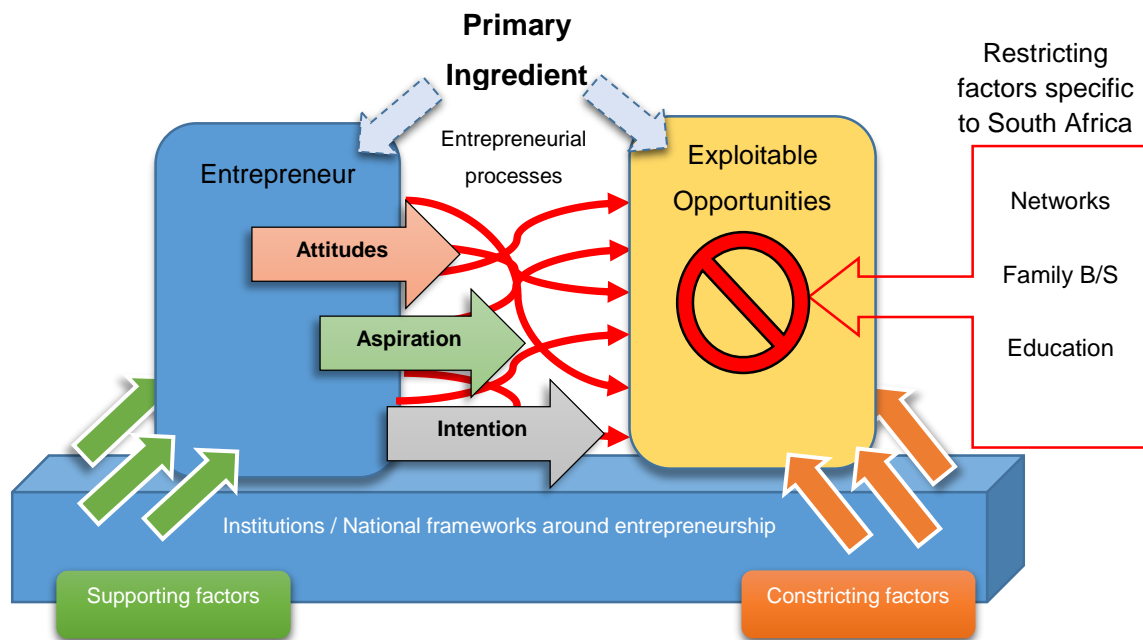 Primary
Ingredient
Restricting
factors specific
to South Africa
Entrepreneur
Entrepreneurial
processes
Exploitable
Opportunities
Networks
Attitudes
Family B/S
Aspiration
Education
Intention
Institutions / National frameworks around entrepreneurship
Supporting factors
Constricting factors